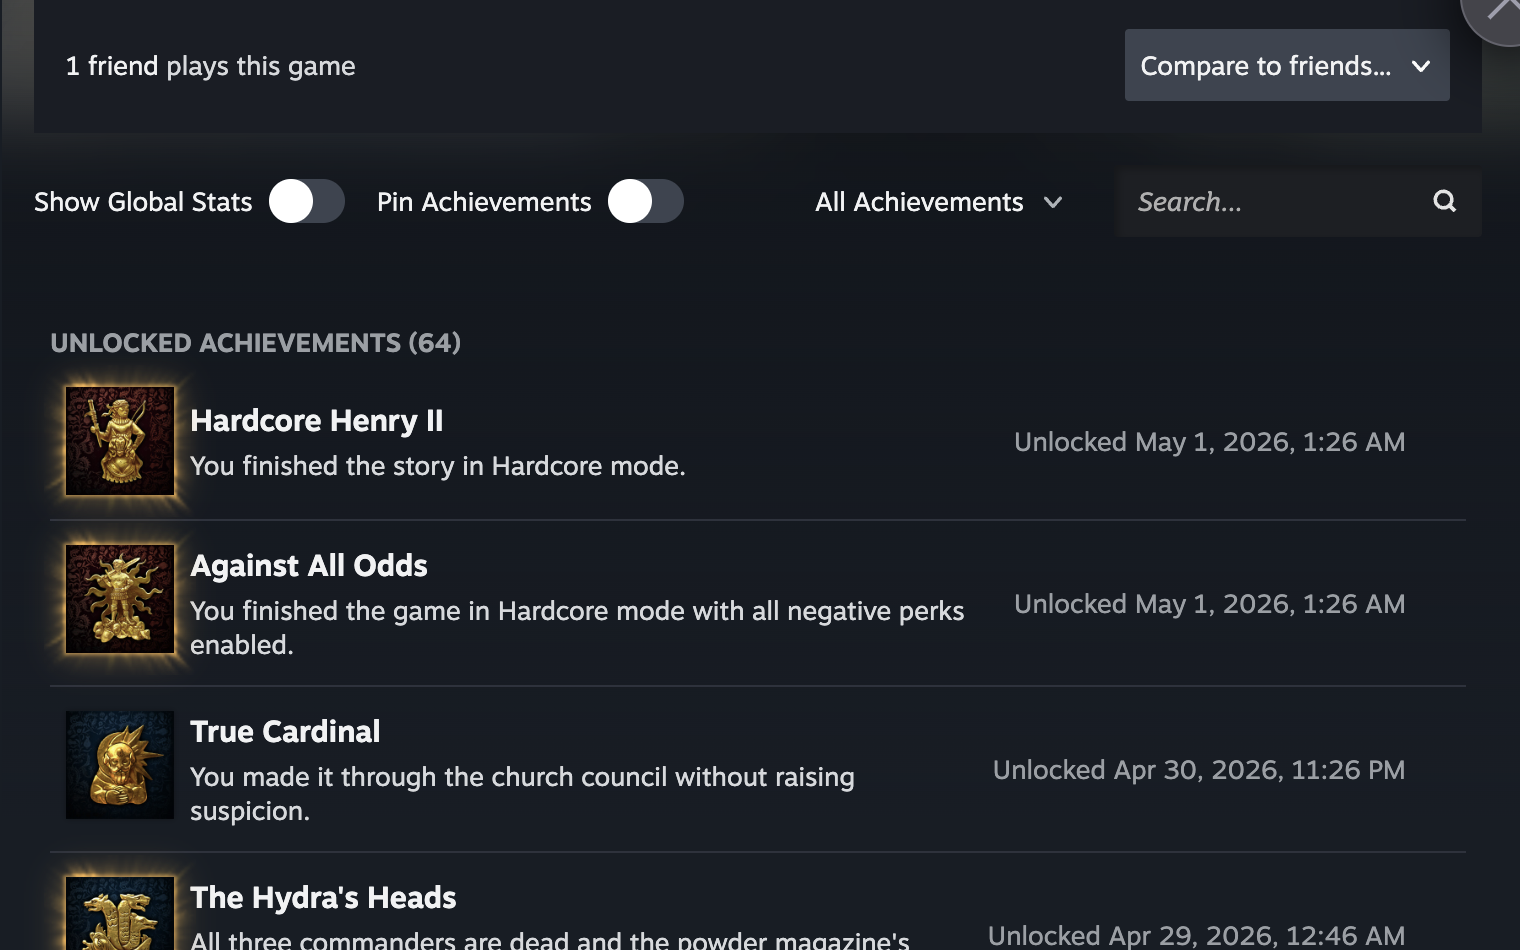 1 friend plays this game
Compare to friends...
Show Global Stats
Pin Achievements
All Achievements
Search...
UNLOCKED ACHIEVEMENTS (64)
Hardcore Henry II
You finished the story in Hardcore mode.
Unlocked May 1, 2026, 1:26 AM
Against All Odds
You finished the game in Hardcore mode with all negative perks
enabled.
Unlocked May 1, 2026, 1:26 AM
True Cardinal
You made it through the church council without raising
suspicion.
Unlocked Apr 30, 2026, 11:26 PM
The Hydra's Heads
All three commanders are dead and the powder magazine's
Unlocked Apr 29, 2026, 12:46 AM